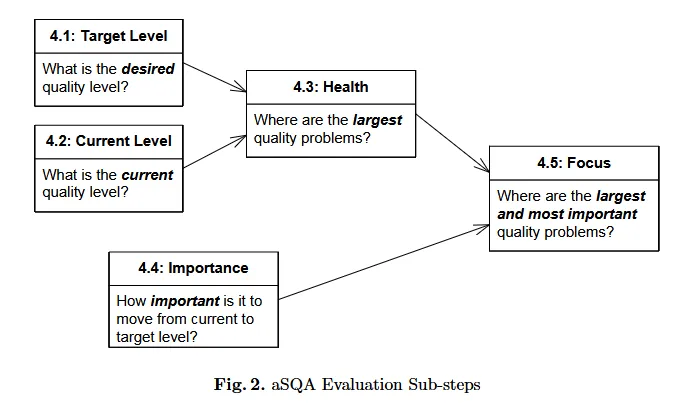 4.1: Target Level
What is the desired
quality level?
4.2: Current Level
What is the current
quality level?
4.3: Health
Where are the largest
quality problems?
4.4: Importance
How important is it to
move from current to
target level?
4.5: Focus
Where are the largest
and most important
quality problems?
Fig. 2. aSQA Evaluation Sub-steps